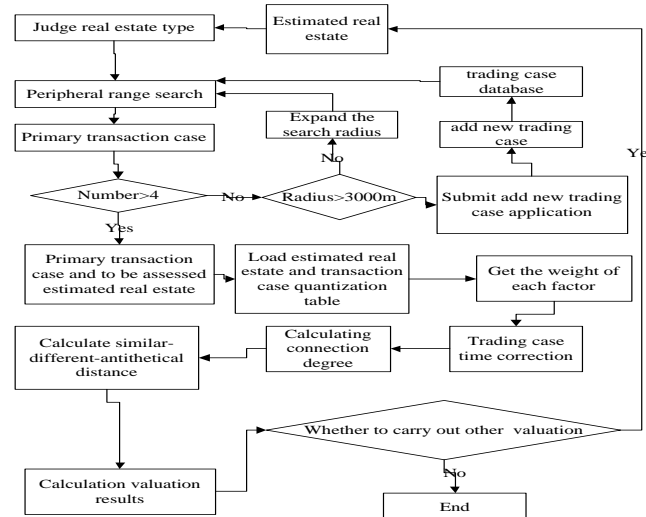 Estimated real
estate
Judge real estate type
Peripheral range search
trading case
database
Expand the
search radius
add new trading
case
Primary transaction case
No
Ye
Number>4
No
Radius>3000m
Submit add new trading
case application
Yes
Primary transaction
case and to be assessed
estimated real estate
Load estimated real
estate and transaction
case quantization
table
Get the weight of
each factor
Calculate similar-
different-antithetical
distance
Calculating
connection
degree
Trading case
time correction
Whether to carry out other valuation
No
Calculation valuation
results
End